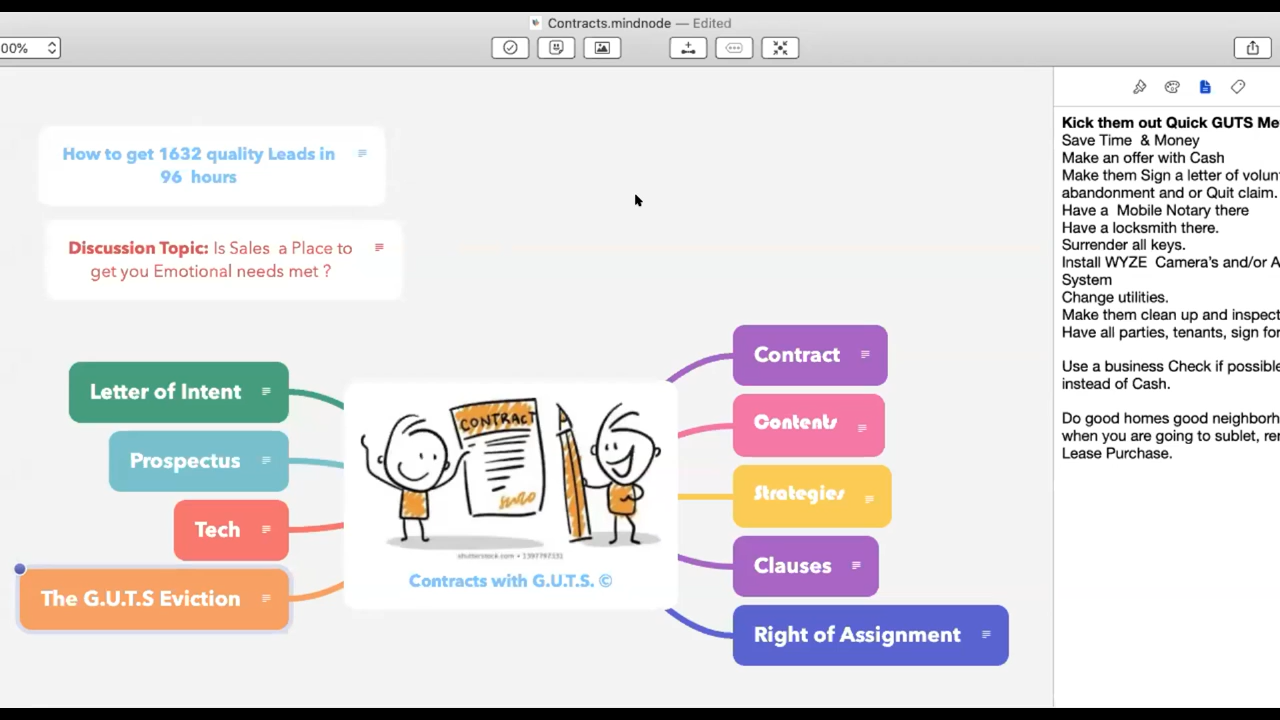 Contracts.mindnode — Edited
00%
How to get 1632 quality Leads in
96 hours
Discussion Topic: Is Sales a Place to
get you Emotional needs met ?
Letter of Intent
Prospectus
Tech
The G.U.T.S Eviction
CONTRACT
shutterstock.com • 1397797331
Contracts with G.U.T.S. ©
Contract
Contents
Strategies
Clauses
Right of Assignment
Kick them out Quick GUTS Me
Save Time & Money
Make an offer with Cash
Make them Sign a letter of volunt
abandonment and or Quit claim.
Have a Mobile Notary there
Have a locksmith there.
Surrender all keys.
Install WYZE Camera's and/or A
System
Change utilities.
Make them clean up and inspect
Have all parties, tenants, sign for
Use a business Check if possible
instead of Cash.
Do good homes good neighborh
when you are going to sublet, ren
Lease Purchase.